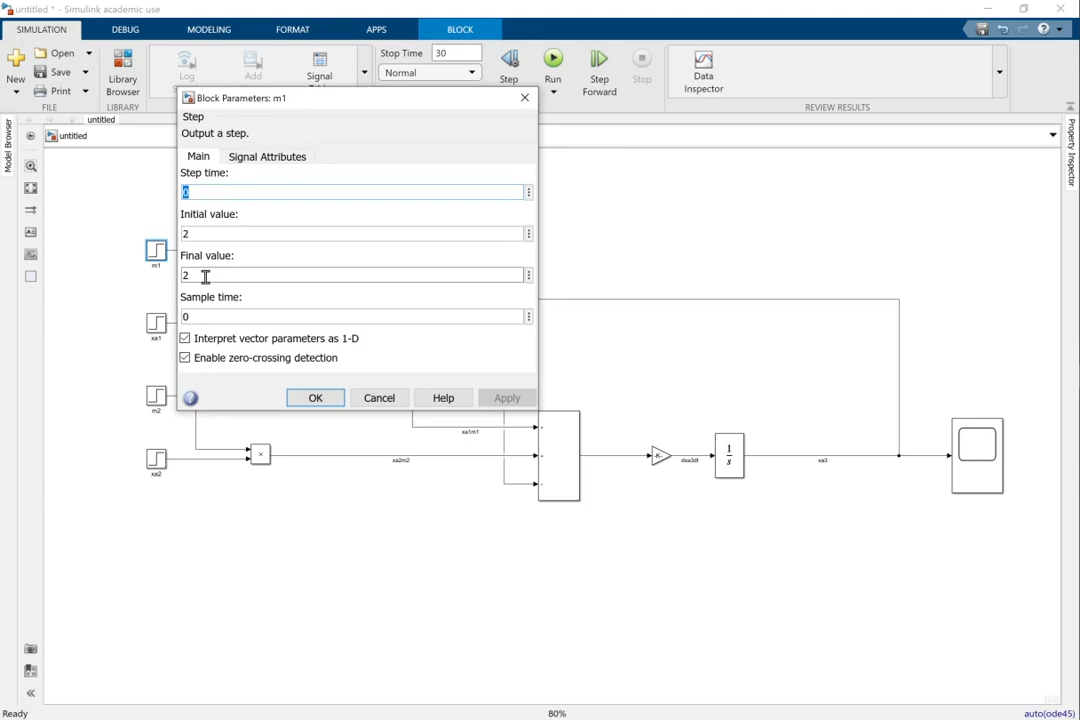 untitled * - Simulink academic use
SIMULATION
DEBUG
MODELING
FORMAT
APPS
BLOCK
New
Open
Save
Print
FILE
Library
Browser
LIBRARY
Log
Add
Signal
Stop Time 30
Normal
Step
Run
Step
Forward
Stop
Data
Inspector
REVIEW RESULTS
untitled
untitled
Model Browser
Property Inspector
Block Parameters: m1
Step
Output a step.
Main
Signal Attributes
Step time:
0
Initial value:
2
Final value:
2
Sample time:
0
Interpret vector parameters as 1-D
Enable zero-crossing detection
OK
Cancel
Help
Apply
m1
xa1
m2
xa2
×
xa1m1
xa2m2
-K-
dxa3dt
1
s
xa3
Ready
80%
auto(ode45)